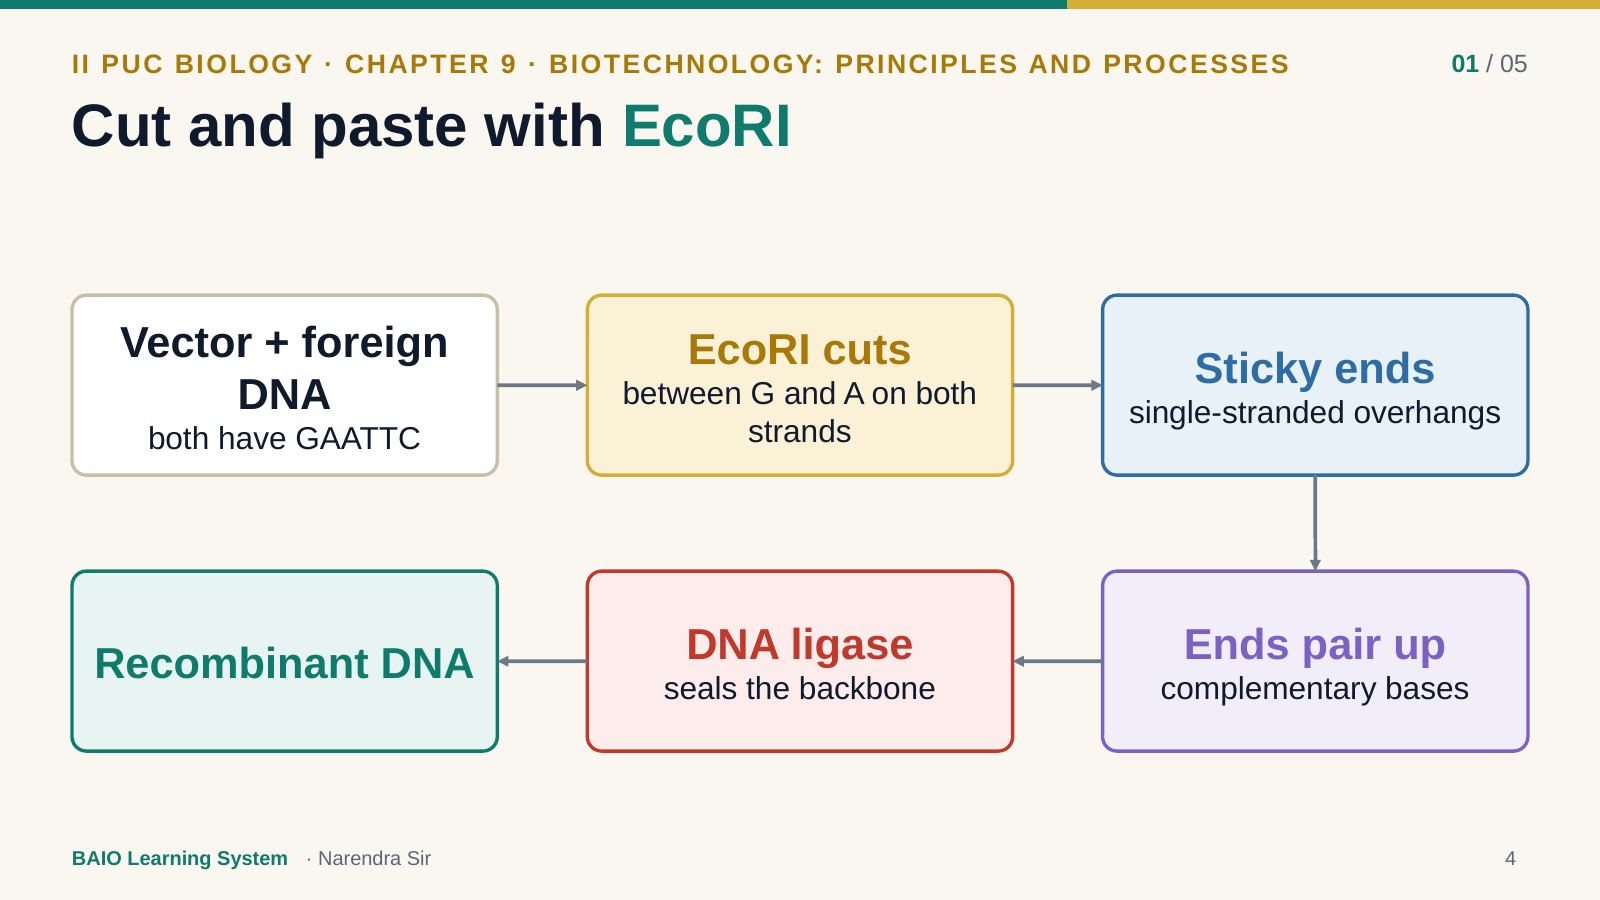 II PUC BIOLOGY · CHAPTER 9 · BIOTECHNOLOGY: PRINCIPLES AND PROCESSES
01 / 05
Cut and paste with EcoRI
Vector + foreign
DNA
both have GAATTC
EcoRI cuts
between G and A on both
strands
Sticky ends
single-stranded overhangs
Recombinant DNA
DNA ligase
seals the backbone
Ends pair up
complementary bases
BAIO Learning System · Narendra Sir
4